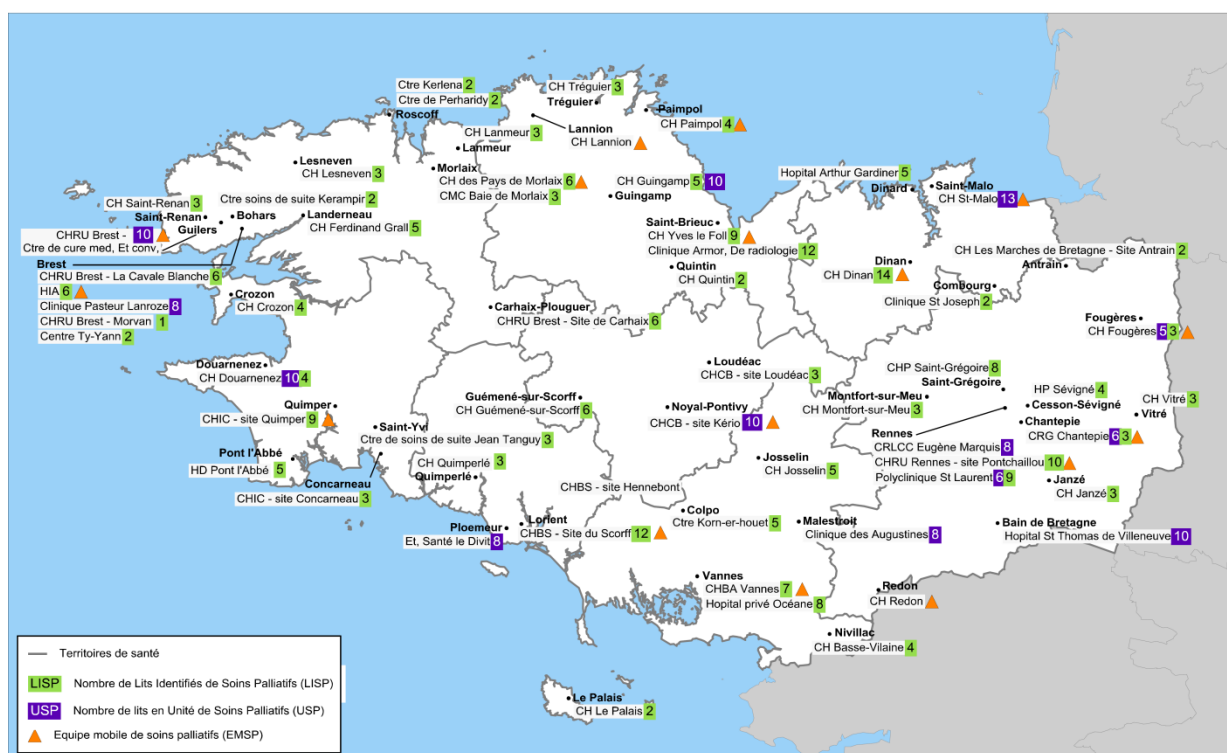 Ctre Kerlena 2
Ctre de Perharidy 2
Roscoff
CH Tréguier 3
Tréguier
Paimpol
CH Paimpol 4
Lannion
CH Lannion
CH Lanmeur 3
Lanmeur
Lesneven
CH Lesneven 3
Morlaix
CH des Pays de Morlaix 6
CMC Baie de Morlaix 3
CH Guingamp 5 10
Guingamp
Hopital Arthur Gardiner 5
Dinard
Saint-Malo
CH St-Malo 13
CH Saint-Renan 3
Saint-Renan
Ctre soins de suite Kerampir 2
Bohars
Guilers
Landerneau
CH Ferdinand Grall 5
CHRU Brest - 10
Ctre de cure med, Et conv,
Saint-Brieuc
CH Yves le Foll 9
Clinique Armor, De radiologie 12
Brest
CHRU Brest - La Cavale Blanche 6
HIA 6
Clinique Pasteur Lanroze 8
CHRU Brest - Morvan 1
Centre Ty-Yann 2
Crozon
CH Crozon 4
Quintin
CH Quintin 2
Dinan
CH Dinan 14
CH Les Marches de Bretagne - Site Antrain 2
Antrain
Combourg
Clinique St Joseph 2
Carhaix-Plouguer
CHRU Brest - Site de Carhaix 6
Fougères
CH Fougères 5 3
Douarnenez
CH Douarnenez 10 4
Loudéac
CHCB - site Loudéac 3
CHP Saint-Grégoire 8
Saint-Grégoire
HP Sévigné 4
Cesson-Sévigné
CH Vitré 3
Vitré
Quimper
CHIC - site Quimper 9
Guémené-sur-Scorff
CH Guémené-sur-Scorff 6
Noyal-Pontivy
CHCB - site Kério 10
Montfort-sur-Meu
CH Montfort-sur-Meu 3
Chantepie
CRG Chantepie 6 3
Rennes
CRLCC Eugène Marquis 8
CHRU Rennes - site Pontchaillou 10
Polyclinique St Laurent 6 9
Saint-Yvi
Ctre de soins de suite Jean Tanguy 3
Pont l'Abbé
HD Pont l'Abbé 5
CH Quimperlé 3
Quimperlé
Josselin
CH Josselin 5
Janzé
CH Janzé 3
Concarneau
CHIC - site Concarneau 3
CHBS - site Hennebont
Colpo
Ctre Korn-er-houet 5
Ploemeur
Et, Santé le Divit 8
Lorient
CHBS - Site du Scorff 12
Malestroit
Clinique des Augustines 8
Bain de Bretagne
Hopital St Thomas de Villeneuve 10
Vannes
CHBA Vannes 7
Hopital privé Océane 8
Redon
CH Redon
Nivillac
CH Basse-Vilaine 4
Le Palais
CH Le Palais 2
Territoires de santé
LISP Nombre de Lits Identifiés de Soins Palliatifs (LISP)
USP Nombre de lits en Unité de Soins Palliatifs (USP)
Equipe mobile de soins palliatifs (EMSP)